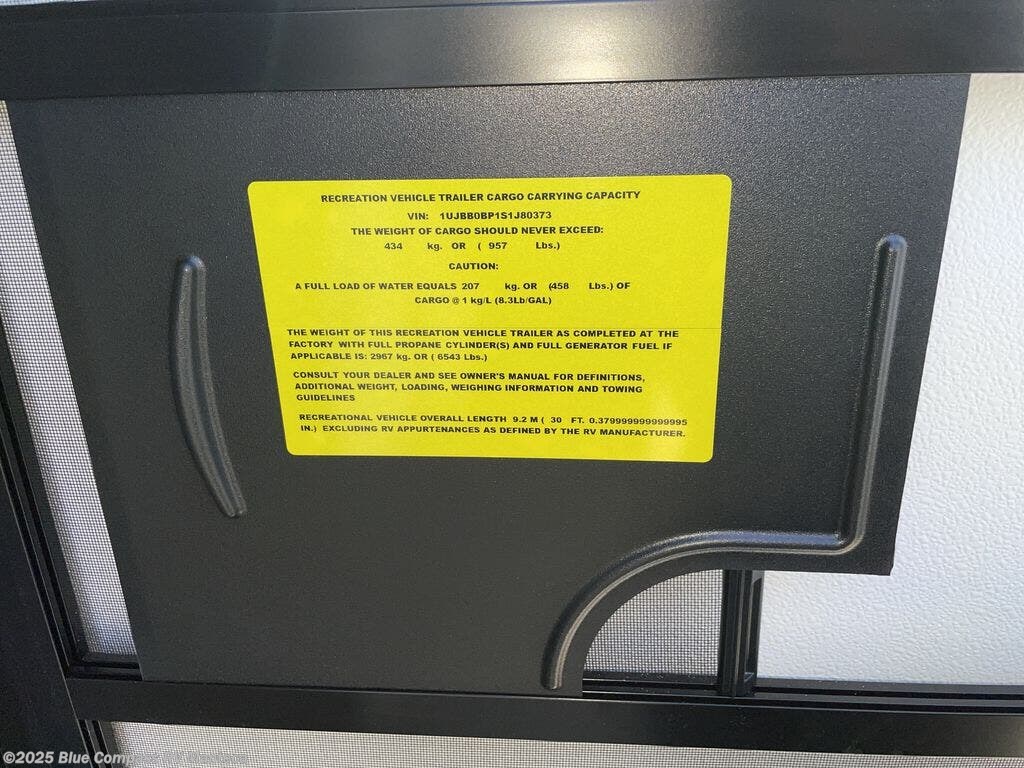 RECREATION VEHICLE TRAILER CARGO CARRYING CAPACITY
VIN: 1UJBB0BP1S1J80373
THE WEIGHT OF CARGO SHOULD NEVER EXCEED:
434 kg. OR ( 957 Lbs.)
CAUTION:
A FULL LOAD OF WATER EQUALS 207 kg. OR (458 Lbs.) OF
CARGO @ 1 kg/L (8.3Lb/GAL)
THE WEIGHT OF THIS RECREATION VEHICLE TRAILER AS COMPLETED AT THE
FACTORY WITH FULL PROPANE CYLINDER(S) AND FULL GENERATOR FUEL IF
APPLICABLE IS: 2967 kg. OR ( 6543 Lbs.)
CONSULT YOUR DEALER AND SEE OWNER'S MANUAL FOR DEFINITIONS,
ADDITIONAL WEIGHT, LOADING, WEIGHING INFORMATION AND TOWING
GUIDELINES
RECREATIONAL VEHICLE OVERALL LENGTH 9.2 M ( 30 FT. 0.379999999999995
IN.) EXCLUDING RV APPURTENANCES AS DEFINED BY THE RV MANUFACTURER.
©2025 Blue